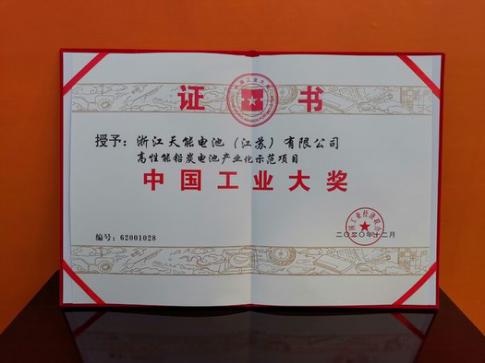 证书
授予：浙江天能电池（江苏）有限公司
高性能铅炭电池产业化示范项目
中国工业大奖
二〇二〇年十二月
编号：62001028